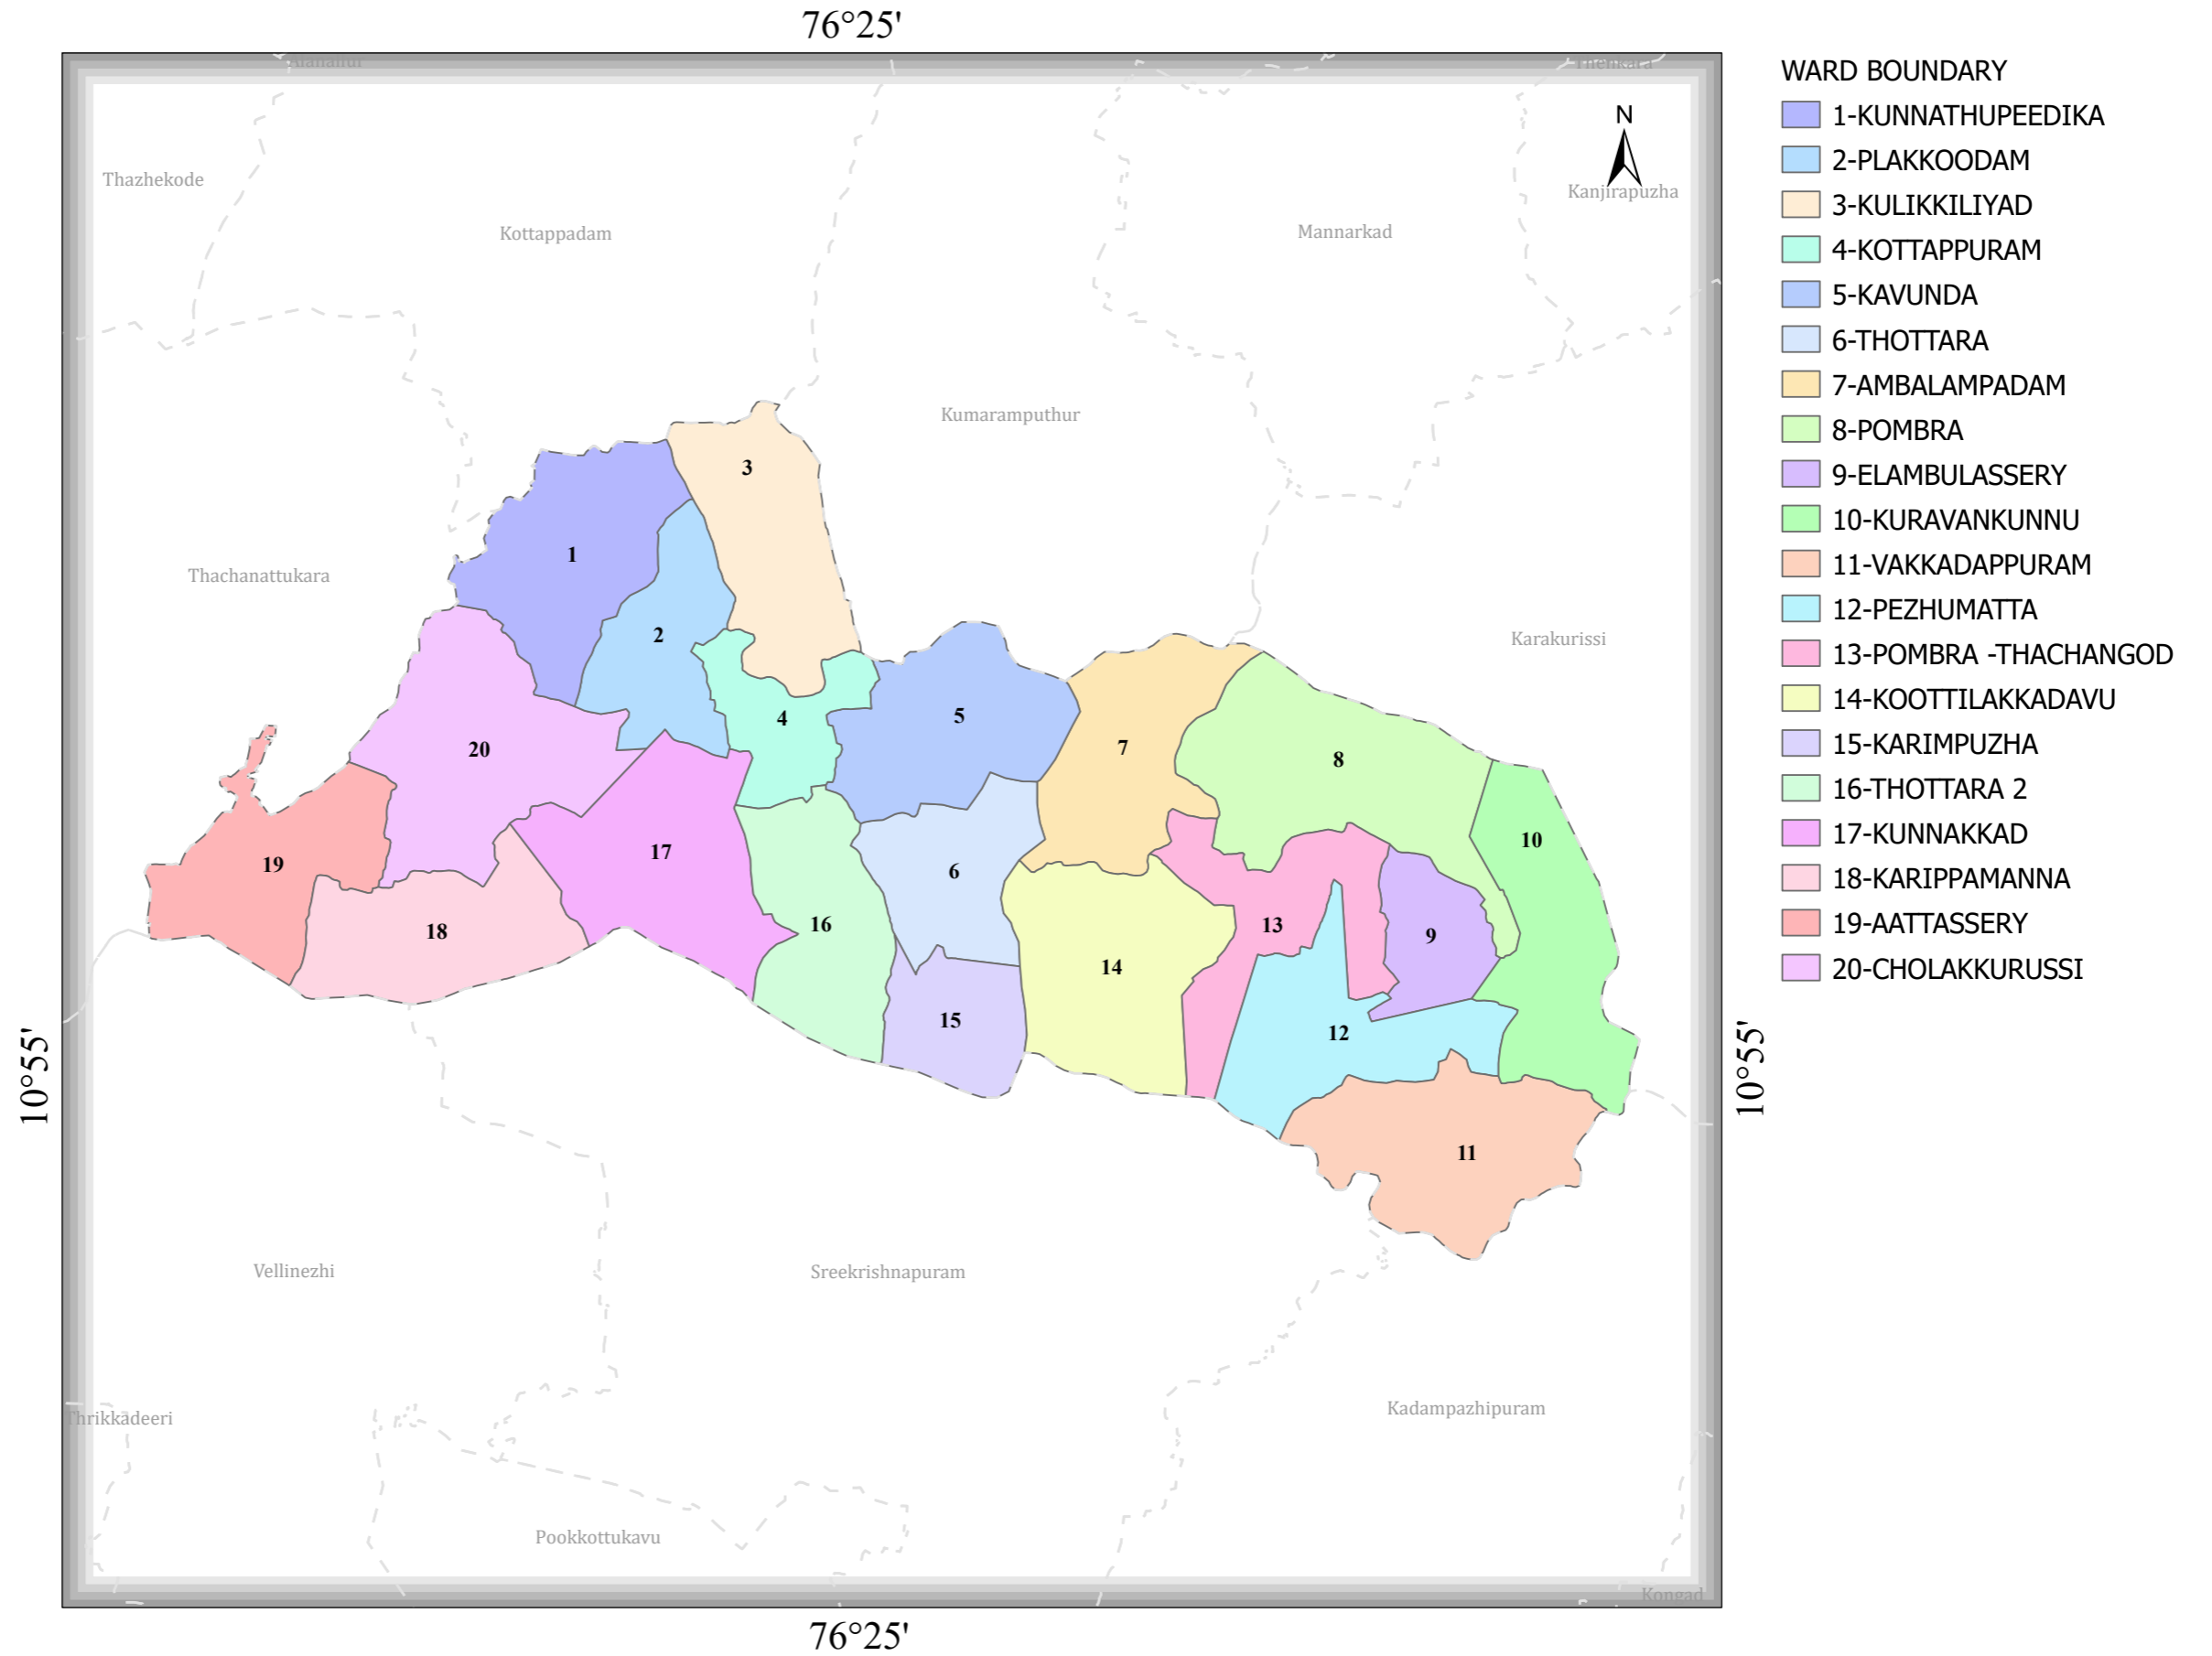 76°25'
Thenkara
Thazhekode
Kottappadam
Mannarkad
N
Kanjirapuzha
Kumaramputhur
Thachanattukara
Karakurissi
3
1
2
4
5
7
8
20
10
17
19
6
16
13
9
18
14
15
12
11
10°55'
10°55'
Vellinezhi
Sreekrishnapuram
Thrikkadeeri
Kadampazhipuram
Pookkottukavu
Kongad
76°25'
WARD BOUNDARY
1-KUNNATHUPEEDIKA
2-PLAKKOODAM
3-KULIKKILIYAD
4-KOTTAPPURAM
5-KAVUNDA
6-THOTTARA
7-AMBALAMPADAM
8-POMBRA
9-ELAMBULASSERY
10-KURAVANKUNNU
11-VAKKADAPPURAM
12-PEZHUMATTA
13-POMBRA -THACHANGOD
14-KOOTTILAKKADAVU
15-KARIMPUZHA
16-THOTTARA 2
17-KUNNAKKAD
18-KARIPPAMANNA
19-AATTASSERY
20-CHOLAKKURUSSI